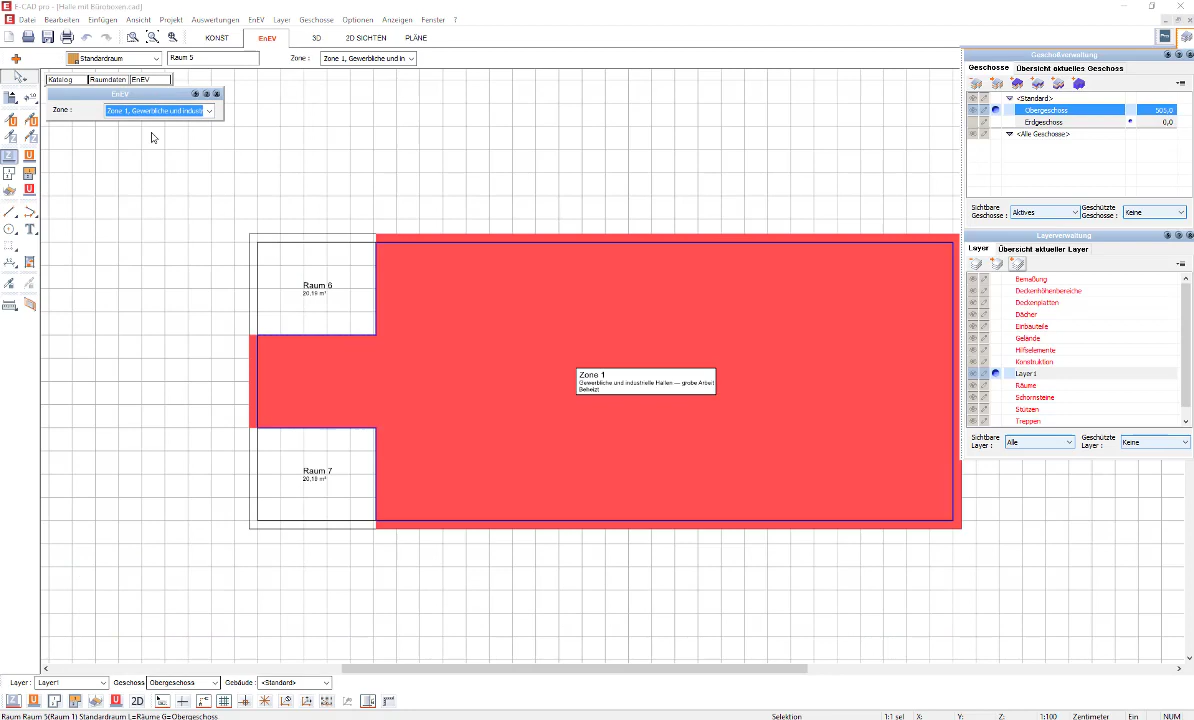 E-CAD pro - [Halle mit Büroboxen.cad]
Datei Bearbeiten Einfügen Ansicht Projekt Auswertungen EnEV Layer Geschosse Optionen Anzeigen Fenster ?
KONST EnEV 3D 2D SICHTEN PLÄNE
Standardraum Raum 5 Zone : Zone 1, Gewerbliche und in
Katalog Raumdaten EnEV
EnEV
Zone : Zone 1, Gewerbliche und industr
Geschoßverwaltung
Geschosse Übersicht aktuelles Geschoss
<Standard>
Obergeschoss 505,0
Erdgeschoss 0,0
<Alle Geschosse>
Sichtbare Geschosse : Aktives Geschützte Geschosse : Keine
Layerverwaltung
Layer Übersicht aktueller Layer
Bemaßung
Deckenhöhenbereiche
Deckenplatten
Dächer
Einbauteile
Gelände
Hilfselemente
Konstruktion
Layer1
Räume
Schornsteine
Stützen
Treppen
Sichtbare Layer : Alle Geschützte Layer : Keine
Raum 6
20,19 m²
Zone 1
Gewerbliche und industrielle Hallen — grobe Arbeit
Beheizt
Raum 7
20,19 m²
Layer : Layer1 Geschoss Obergeschoss Gebäude : <Standard>
2D
Raum Raum 5(Raum 1) Standardraum L=Räume G=Obergeschoss Selektion 1:1 sel X: Y: Z: 1:100 Zentimeter Ein NUM